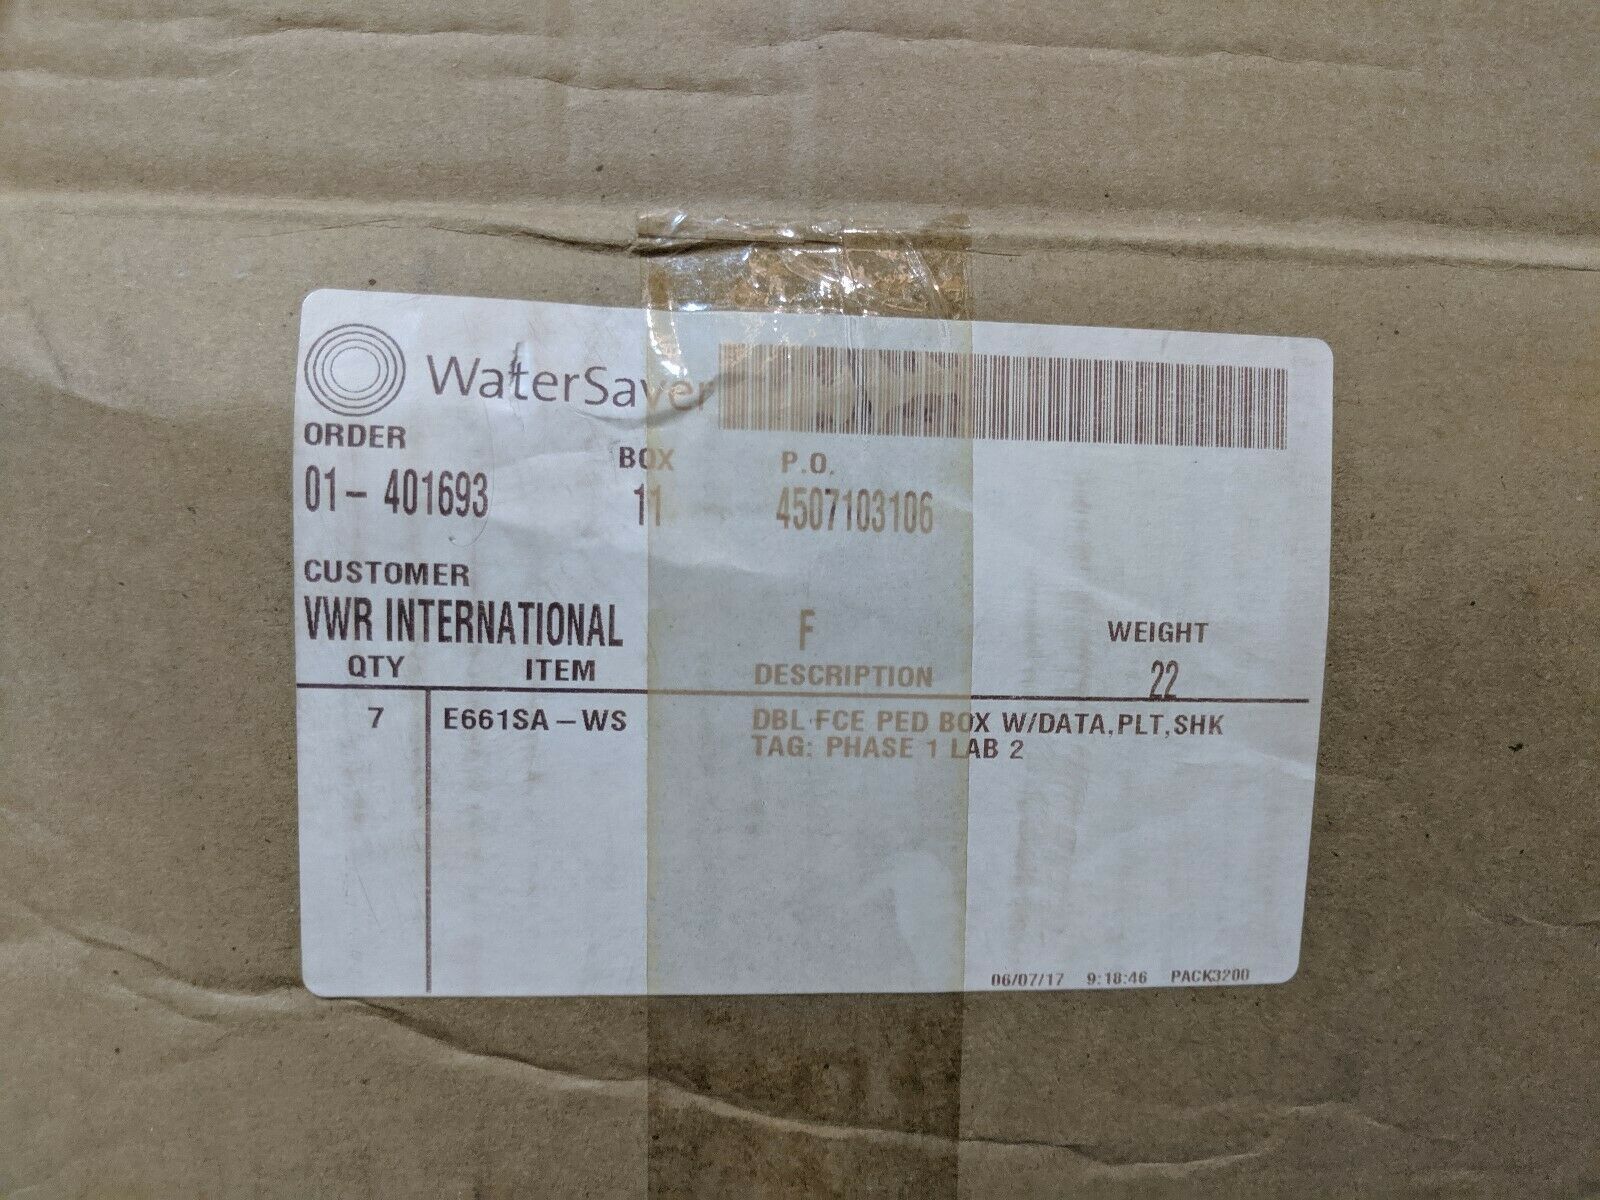 WaterSaver
ORDER BOX P.O.
01-401693 11 4507103106
CUSTOMER
VWR INTERNATIONAL F WEIGHT
QTY ITEM DESCRIPTION 22
7 E661SA-WS DBL FCE PED BOX W/DATA,PLT,SHK
TAG: PHASE 1 LAB 2
06/07/17 9:18:46 PACK3200